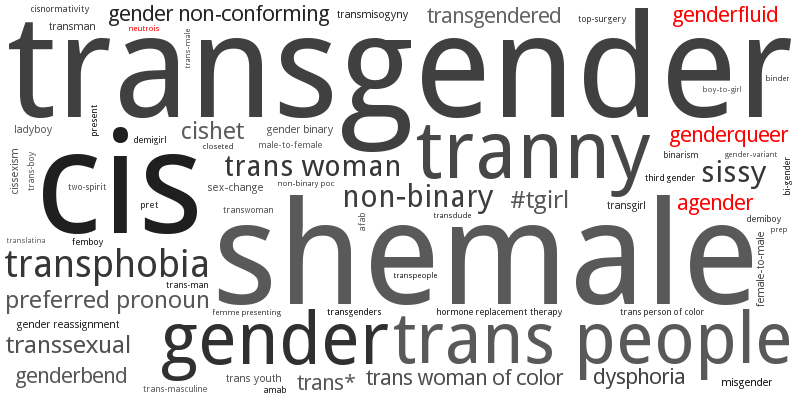 cisnormativity
gender non-conforming
transmisogyny
transgendered
top-surgery
genderfluid
transman
neutrois
trans-male
transgender
boy-to-girl
binder
ladyboy
present
demigirl
cishet
closeted
gender binary
male-to-female
tranny
genderqueer
cissexism
trans-boy
cis
two-spirit
pret
trans woman
sex-change
non-binary poc
non-binary
#tgirl
binarism
gender-variant
third gender
sissy
bi-gender
transgirl
agender
transwoman
afab
transdude
demiboy
prep
translatina
femboy
shemale
transpeople
female-to-male
transphobia
trans-man
preferred pronoun
femme presenting
transgenders
hormone replacement therapy
trans person of color
gender reassignment
gender
trans people
transsexual
genderbend
trans-masculine
trans youth
amab
trans*
trans woman of color
dysphoria
misgender